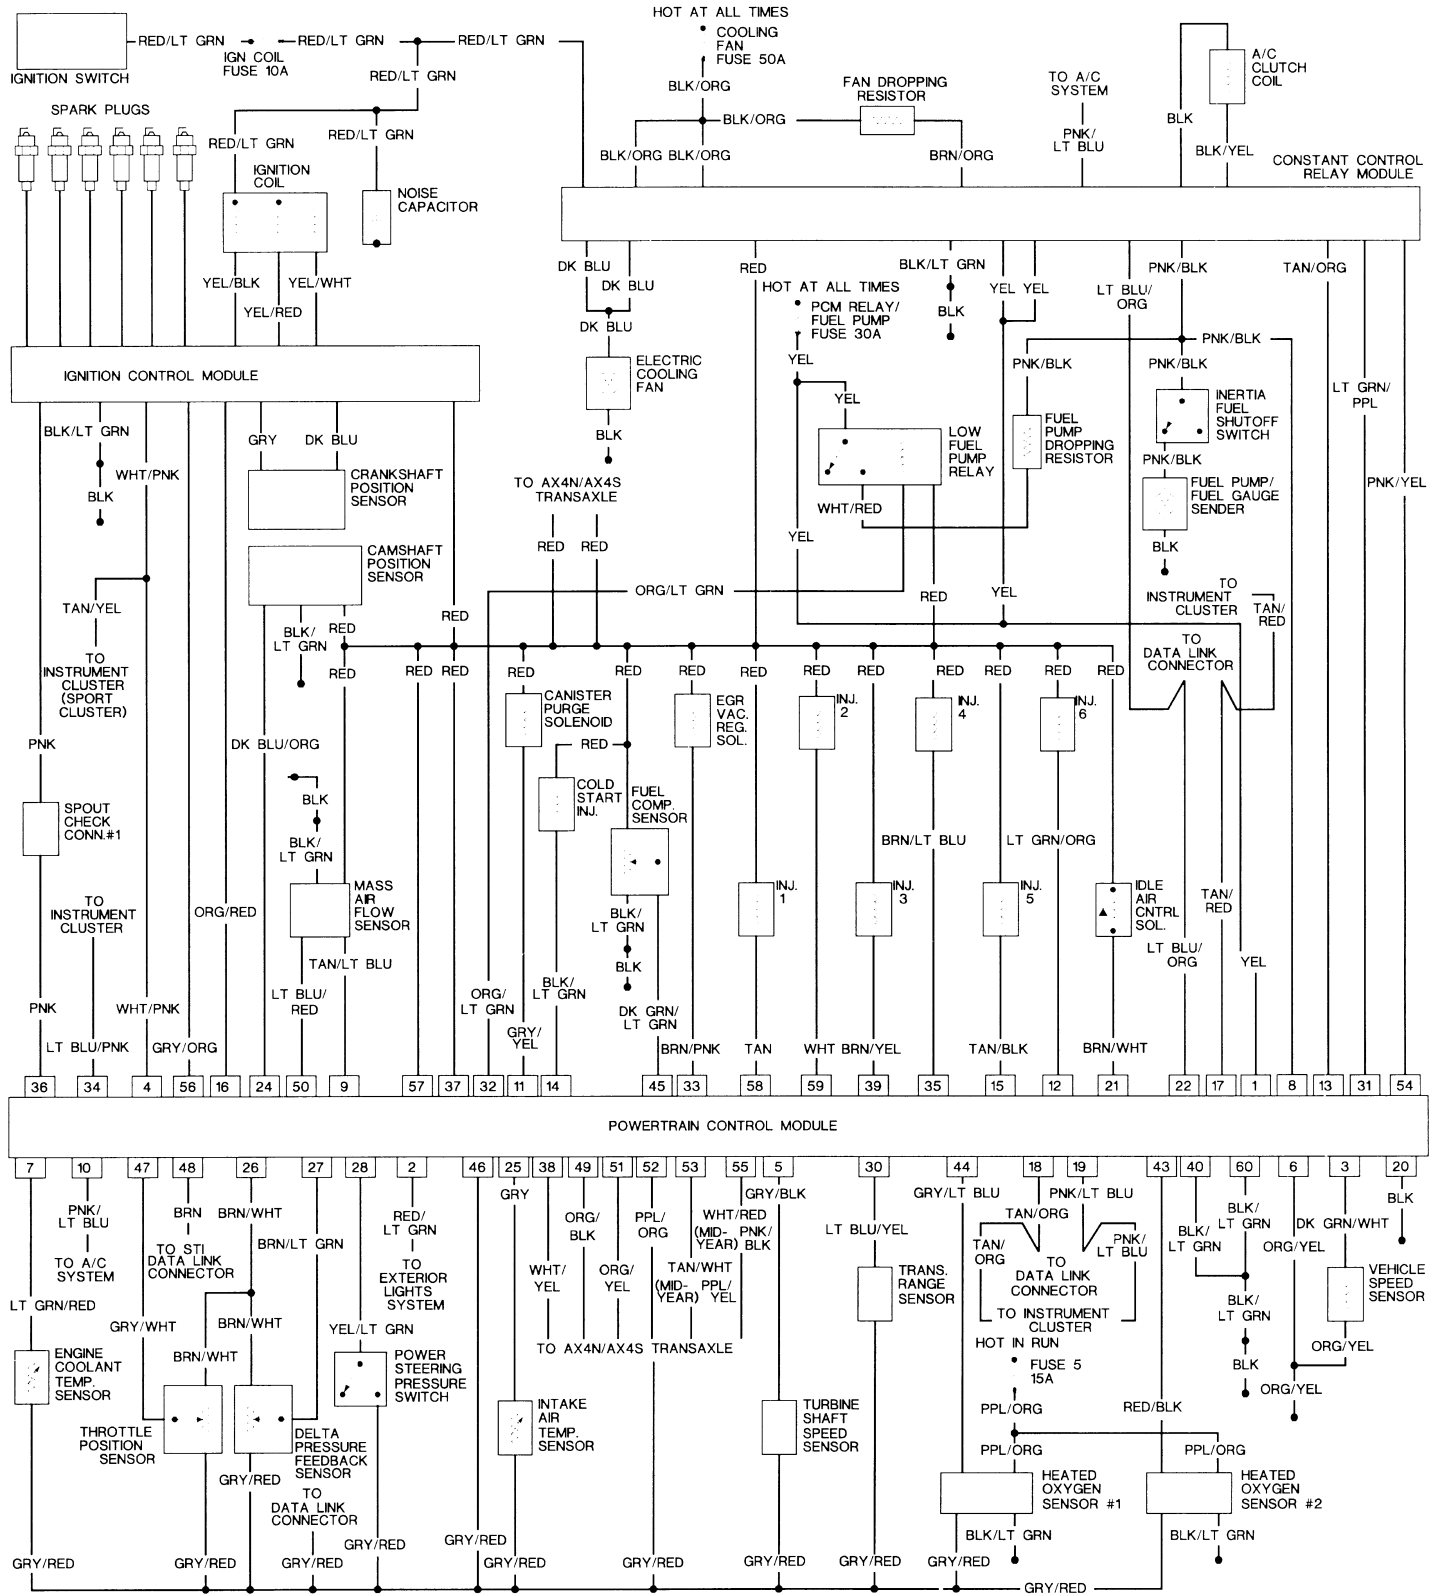 HOT AT ALL TIMES
COOLING
FAN
FUSE 50A
RED/LT GRN
RED/LT GRN
RED/LT GRN
IGN COIL
FUSE 10A
IGNITION SWITCH
RED/LT GRN
BLK/ORG
FAN DROPPING
RESISTOR
TO A/C
SYSTEM
A/C
CLUTCH
COIL
SPARK PLUGS
RED/LT GRN
RED/LT GRN
BLK/ORG
BLK
PNK/
LT BLU
BLK/ORG
BLK/ORG
BRN/ORG
BLK/YEL
CONSTANT CONTROL
RELAY MODULE
IGNITION
COIL
NOISE
CAPACITOR
YEL/BLK
YEL/WHT
YEL/RED
DK BLU
DK BLU
DK BLU
RED
HOT AT ALL TIMES
PCM RELAY/
FUEL PUMP
FUSE 30A
BLK/LT GRN
BLK
YEL
YEL
LT BLU/
ORG
PNK/BLK
TAN/ORG
PNK/BLK
PNK/BLK
PNK/BLK
YEL
YEL
IGNITION CONTROL MODULE
ELECTRIC
COOLING
FAN
BLK
LT GRN/
PPL
INERTIA
FUEL
SHUTOFF
SWITCH
BLK/LT GRN
GRY
DK BLU
LOW
FUEL
PUMP
RELAY
FUEL
PUMP
DROPPING
RESISTOR
PNK/BLK
WHT/PNK
BLK
CRANKSHAFT
POSITION
SENSOR
TO AX4N/AX4S
TRANSAXLE
WHT/RED
FUEL PUMP/
FUEL GAUGE
SENDER
PNK/YEL
CAMSHAFT
POSITION
SENSOR
RED
RED
YEL
BLK
TAN/YEL
ORG/LT GRN
RED
YEL
TO
INSTRUMENT
CLUSTER
TAN/
RED
BLK/
LT GRN
RED
RED
TO
DATA LINK
CONNECTOR
TO
INSTRUMENT
CLUSTER
(SPORT
CLUSTER)
RED
RED
RED
RED
RED
RED
RED
RED
RED
RED
RED
RED
RED
CANISTER
PURGE
SOLENOID
EGR
VAC.
REG.
SOL.
INJ.
2
INJ.
4
INJ.
6
PNK
DK BLU/ORG
RED
COLD
START
INJ.
FUEL
COMP.
SENSOR
BLK
SPOUT
CHECK
CONN.#1
BLK/
LT GRN
BRN/LT BLU
LT GRN/ORG
MASS
AIR
FLOW
SENSOR
INJ.
1
INJ.
3
INJ.
5
IDLE
AIR
CNTRL
SOL.
TAN/
RED
TO
INSTRUMENT
CLUSTER
ORG/RED
BLK/
LT GRN
BLK
LT BLU/
ORG
YEL
TAN/LT BLU
LT BLU/
RED
ORG/
LT GRN
BLK/
LT GRN
DK GRN/
LT GRN
PNK
WHT/PNK
LT BLU/PNK
GRY/ORG
GRY/
YEL
BRN/PNK
TAN
WHT
BRN/YEL
TAN/BLK
BRN/WHT
36 34 4 56 16 24 50 9 57 37 32 11 14 45 33 58 59 39 35 15 12 21 22 17 1 8 13 31 54
POWERTRAIN CONTROL MODULE
7 10 47 48 26 27 28 2 46 25 38 49 51 52 53 55 5 30 44 18 19 43 40 60 6 3 20
PNK/
LT BLU
BRN
BRN/WHT
RED/
LT GRN
GRY
ORG/
BLK
PPL/
ORG
GRY/BLK
WHT/RED
(MID-
YEAR)
PNK/
BLK
LT BLU/YEL
GRY/LT BLU
TAN/ORG
PNK/LT BLU
BLK/
LT GRN
BLK/
LT GRN
DK GRN/WHT
BLK
TO A/C
SYSTEM
TO STI
DATA LINK
CONNECTOR
BRN/LT GRN
TO
EXTERIOR
LIGHTS
SYSTEM
WHT/
YEL
ORG/
YEL
TAN/WHT
(MID-
YEAR)
PPL/
YEL
TRANS.
RANGE
SENSOR
TAN/
ORG
TO
DATA LINK
CONNECTOR
PNK/
LT BLU
ORG/YEL
VEHICLE
SPEED
SENSOR
LT GRN/RED
GRY/WHT
BRN/WHT
YEL/LT GRN
TO INSTRUMENT
CLUSTER
BLK/
LT GRN
TO AX4N/AX4S TRANSAXLE
HOT IN RUN
FUSE 5
15A
BLK
ORG/YEL
ENGINE
COOLANT
TEMP.
SENSOR
BRN/WHT
POWER
STEERING
PRESSURE
SWITCH
ORG/YEL
INTAKE
AIR
TEMP.
SENSOR
TURBINE
SHAFT
SPEED
SENSOR
PPL/ORG
RED/BLK
THROTTLE
POSITION
SENSOR
DELTA
PRESSURE
FEEDBACK
SENSOR
PPL/ORG
PPL/ORG
GRY/RED
TO
DATA LINK
CONNECTOR
HEATED
OXYGEN
SENSOR #1
HEATED
OXYGEN
SENSOR #2
BLK/LT GRN
BLK/LT GRN
GRY/RED
GRY/RED
GRY/RED
GRY/RED
GRY/RED
GRY/RED
GRY/RED
GRY/RED
GRY/RED
GRY/RED
GRY/RED
GRY/RED